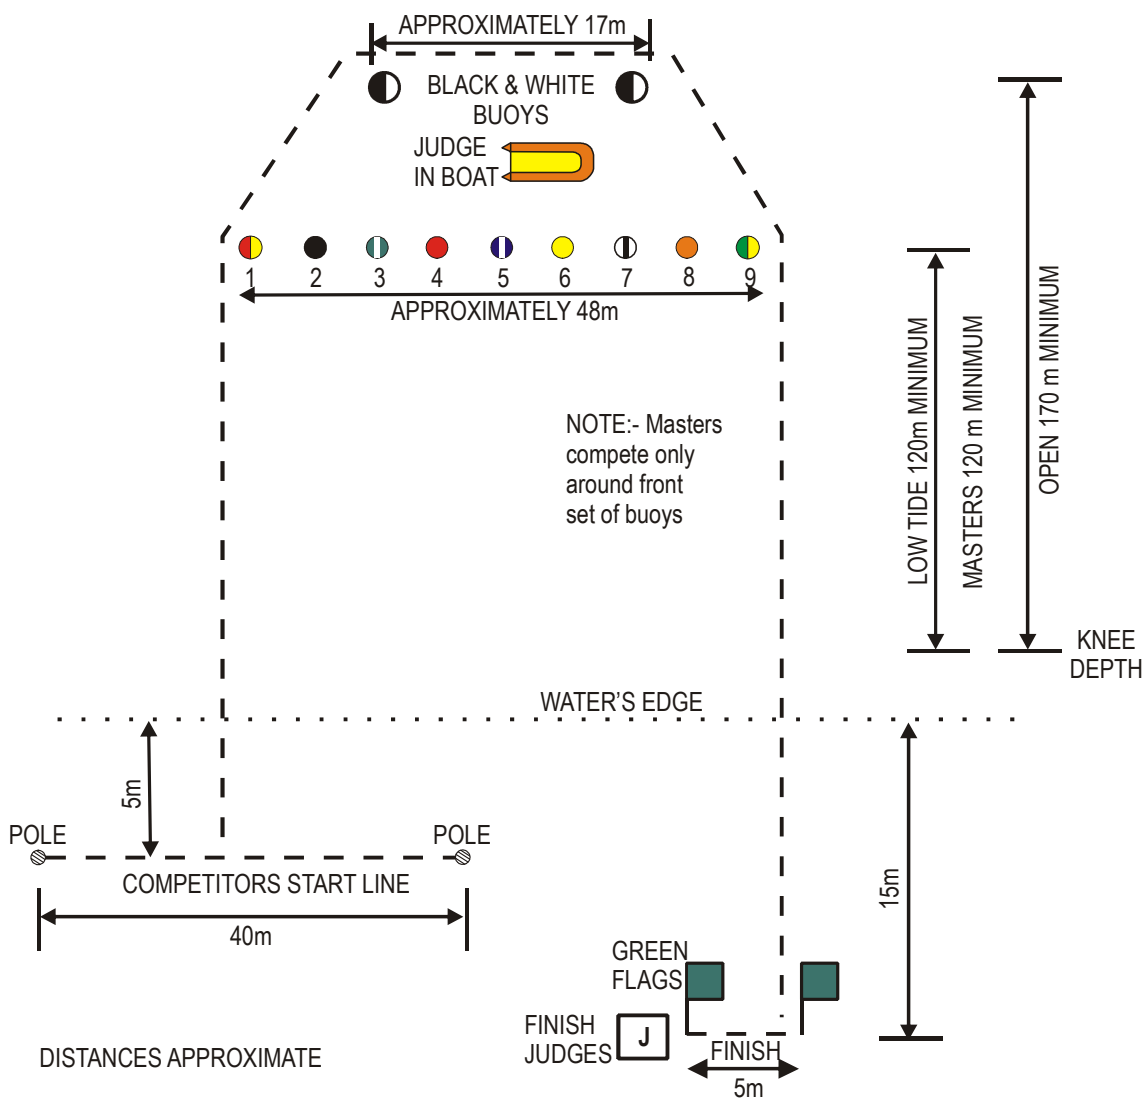 APPROXIMATELY 17m
BLACK & WHITE
BUOYS
JUDGE
IN BOAT
1 2 3 4 5 6 7 8 9
APPROXIMATELY 48m
NOTE:- Masters
compete only
around front
set of buoys
LOW TIDE 120m MINIMUM
MASTERS 120 m MINIMUM
OPEN 170 m MINIMUM
KNEE
DEPTH
WATER'S EDGE
5m
POLE
POLE
COMPETITORS START LINE
40m
15m
GREEN
FLAGS
FINISH
JUDGES
J
FINISH
5m
DISTANCES APPROXIMATE